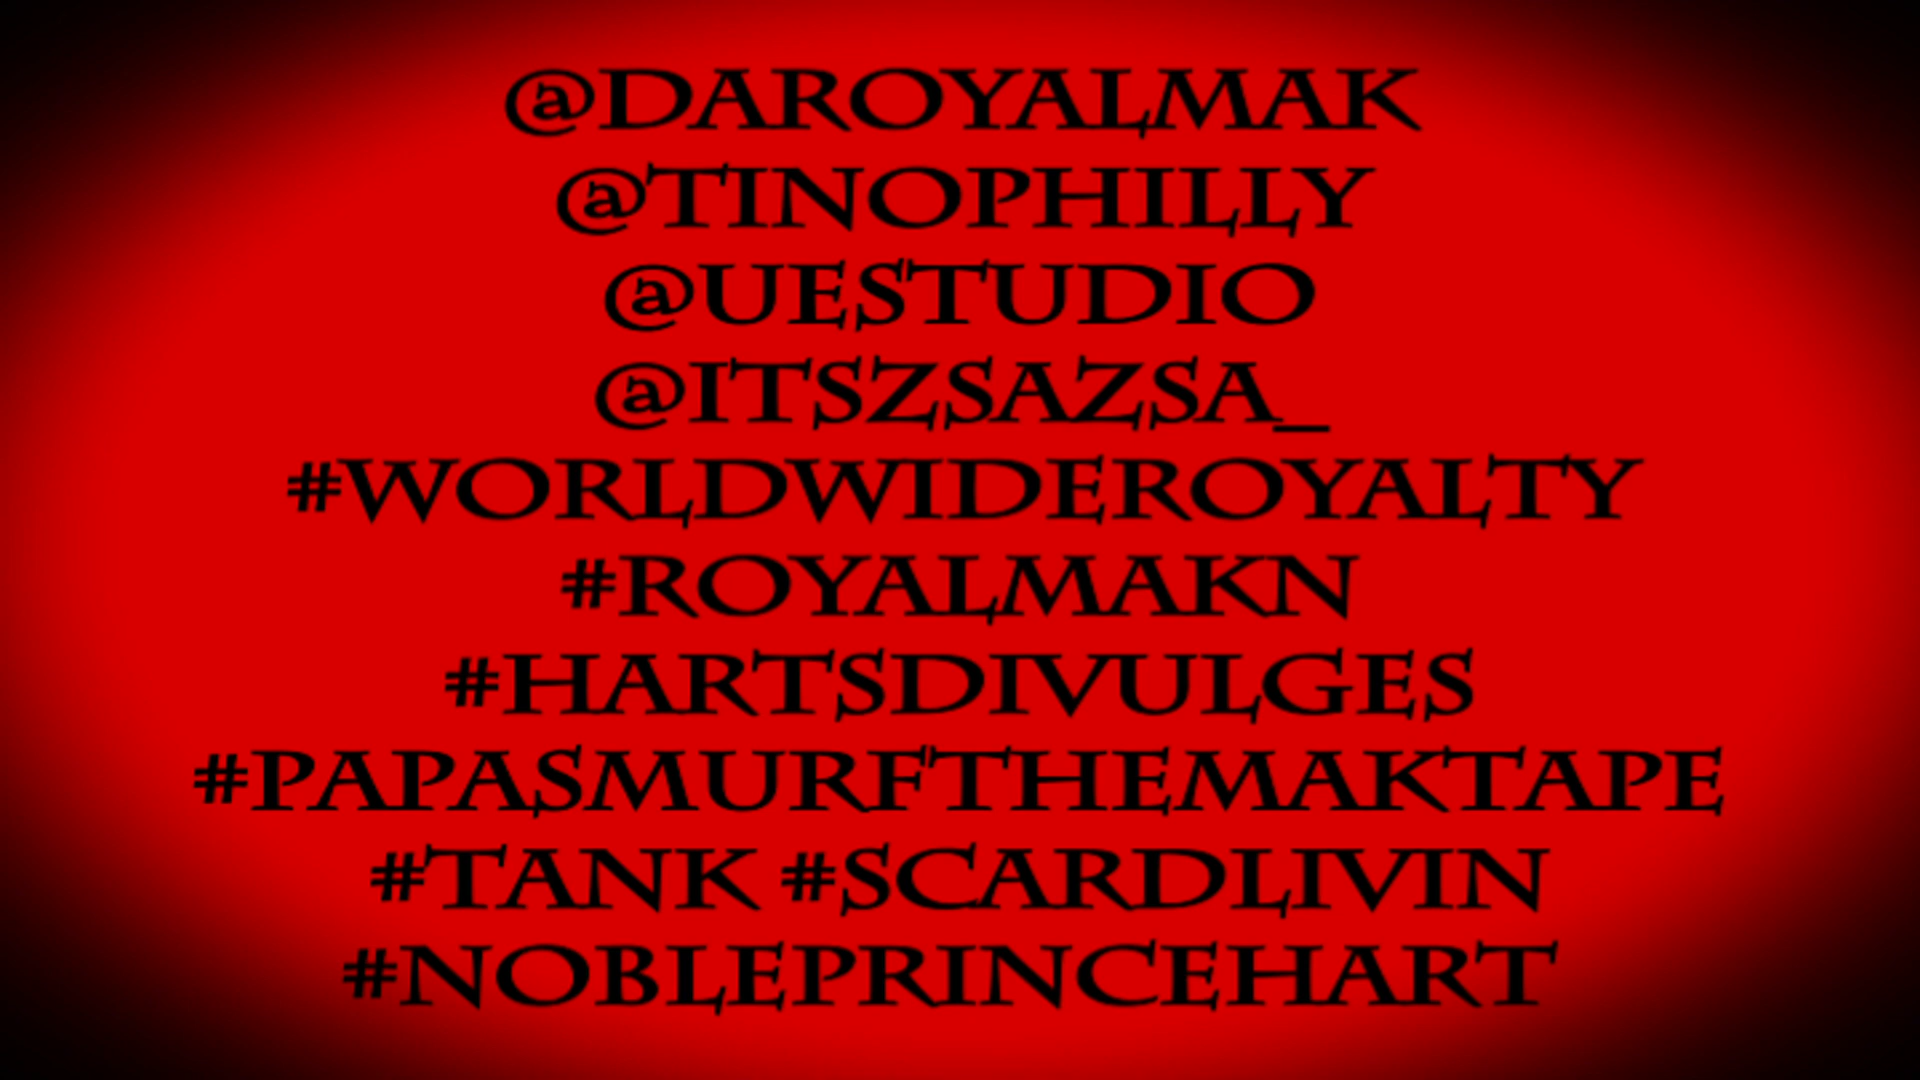 @DAROYALMAK
@TINOPHILLY
@UESTUDIO
@ITSZSAZSA_
#WORLDWIDEROYALTY
#ROYALMAKN
#HARTSDIVULGES
#PAPASMURFTHEMAKTAPE
#TANK #SCARDLIVIN
#NOBLEPRINCEHART